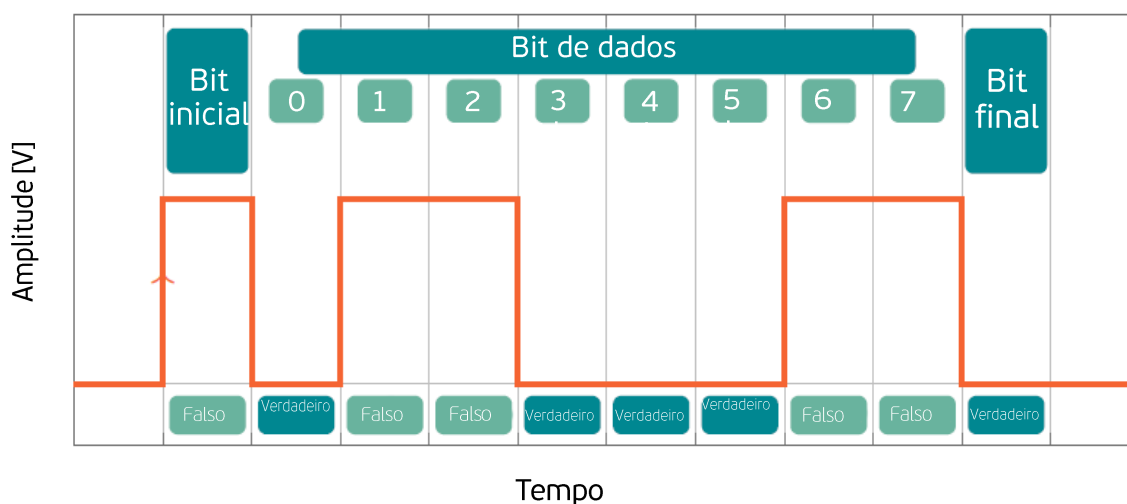 Bit de dados
Bit
inicial
0
1
2
3
4
5
6
7
Bit
final
Amplitude [V]
Falso
Verdadeiro
Falso
Falso
Verdadeiro
Verdadeiro
Verdadeiro
Falso
Falso
Verdadeiro
Tempo